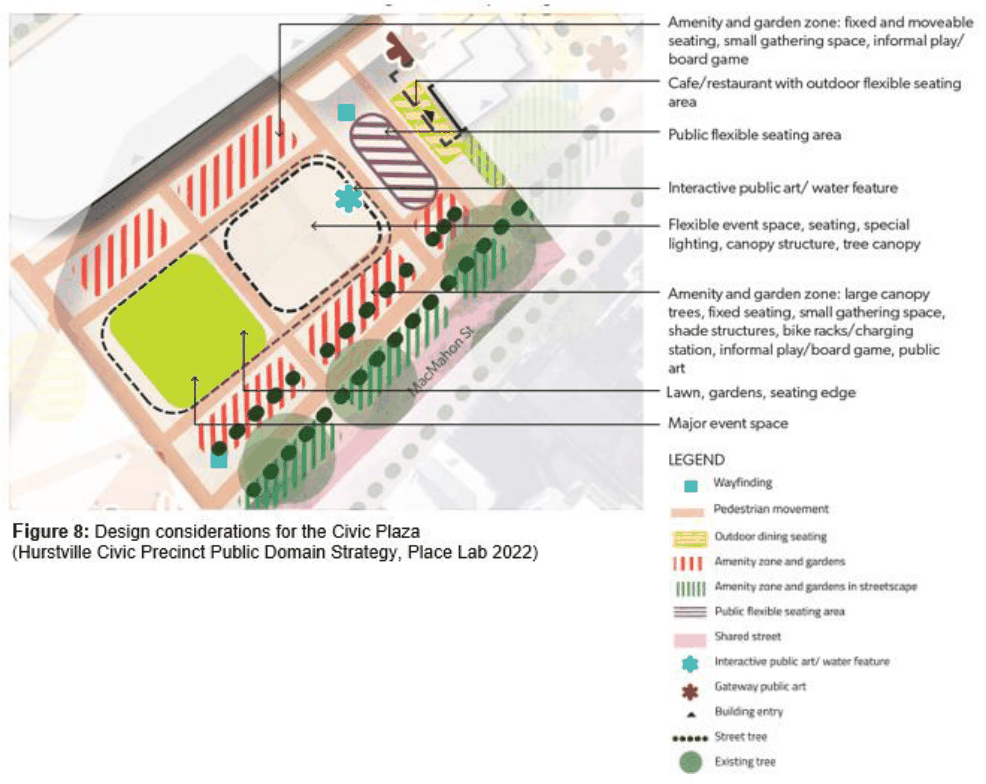 Amenity and garden zone: fixed and moveable
seating, small gathering space, informal play/
board game
Cafe/restaurant with outdoor flexible seating
area
Public flexible seating area
Interactive public art/ water feature
Flexible event space, seating, special
lighting, canopy structure, tree canopy
Amenity and garden zone: large canopy
trees, fixed seating, small gathering space,
shade structures, bike racks/charging
station, informal play/board game, public
art
MacMahon St.
Lawn, gardens, seating edge
Major event space
LEGEND
Wayfinding
Pedestrian movement
Outdoor dining seating
Amenity zone and gardens
Amenity zone and gardens in streetscape
Public flexible seating area
Shared street
Interactive public art/ water feature
Gateway public art
Building entry
Street tree
Existing tree
Figure 8: Design considerations for the Civic Plaza
(Hurstville Civic Precinct Public Domain Strategy, Place Lab 2022)